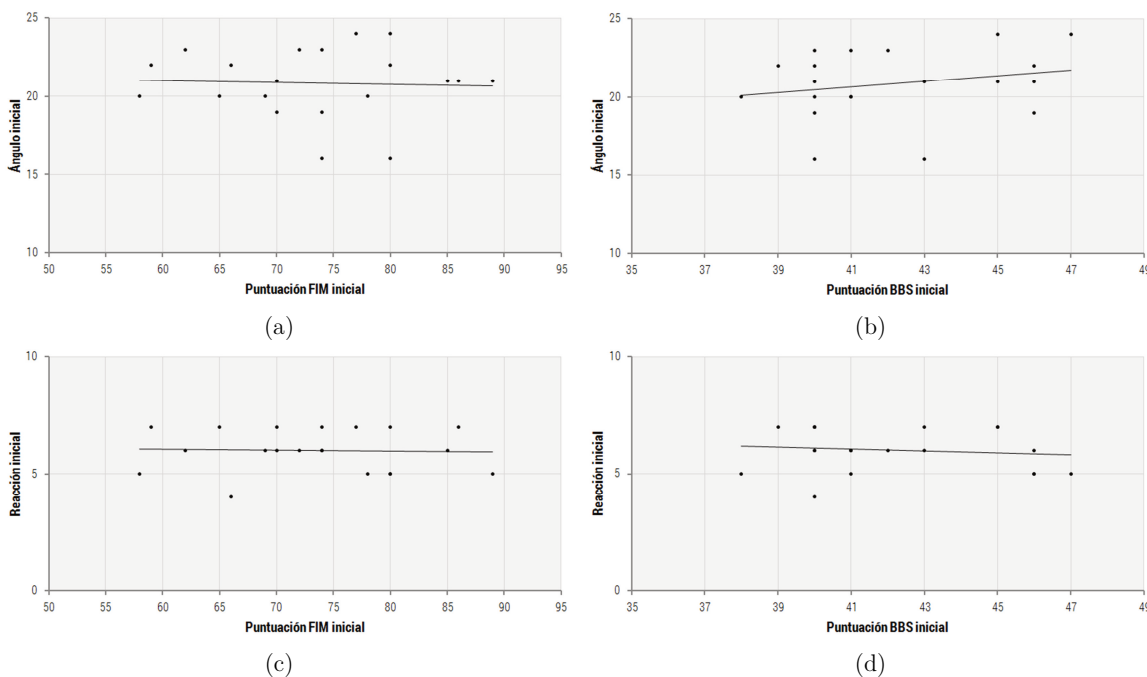 25
20
15
10
Ángulo inicial
50 55 60 65 70 75 80 85 90 95
Puntuación FIM inicial
(a)
25
20
15
10
Ángulo inicial
35 37 39 41 43 45 47 49
Puntuación BBS inicial
(b)
10
5
0
Reacción inicial
50 55 60 65 70 75 80 85 90 95
Puntuación FIM inicial
(c)
10
5
0
Reacción inicial
35 37 39 41 43 45 47 49
Puntuación BBS inicial
(d)